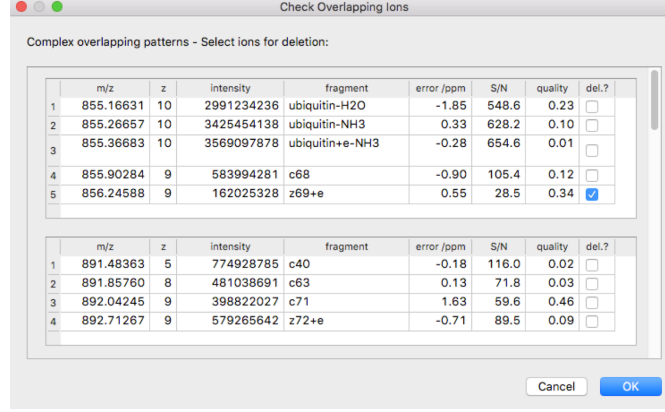 Check Overlapping Ions
Complex overlapping patterns - Select ions for deletion:
m/z z intensity fragment error /ppm S/N quality del.?
1 855.16631 10 2991234236 ubiquitin-H2O -1.85 548.6 0.23
2 855.26657 10 3425454138 ubiquitin-NH3 0.33 628.2 0.10
3 855.36683 10 3569097878 ubiquitin+e-NH3 -0.28 654.6 0.01
4 855.90284 9 583994281 c68 -0.90 105.4 0.12
5 856.24588 9 162025328 z69+e 0.55 28.5 0.34
m/z z intensity fragment error /ppm S/N quality del.?
1 891.48363 5 774928785 c40 -0.18 116.0 0.02
2 891.85760 8 481038691 c63 0.13 71.8 0.03
3 892.04245 9 398822027 c71 1.63 59.6 0.46
4 892.71267 9 579265642 z72+e -0.71 89.5 0.09
Cancel OK